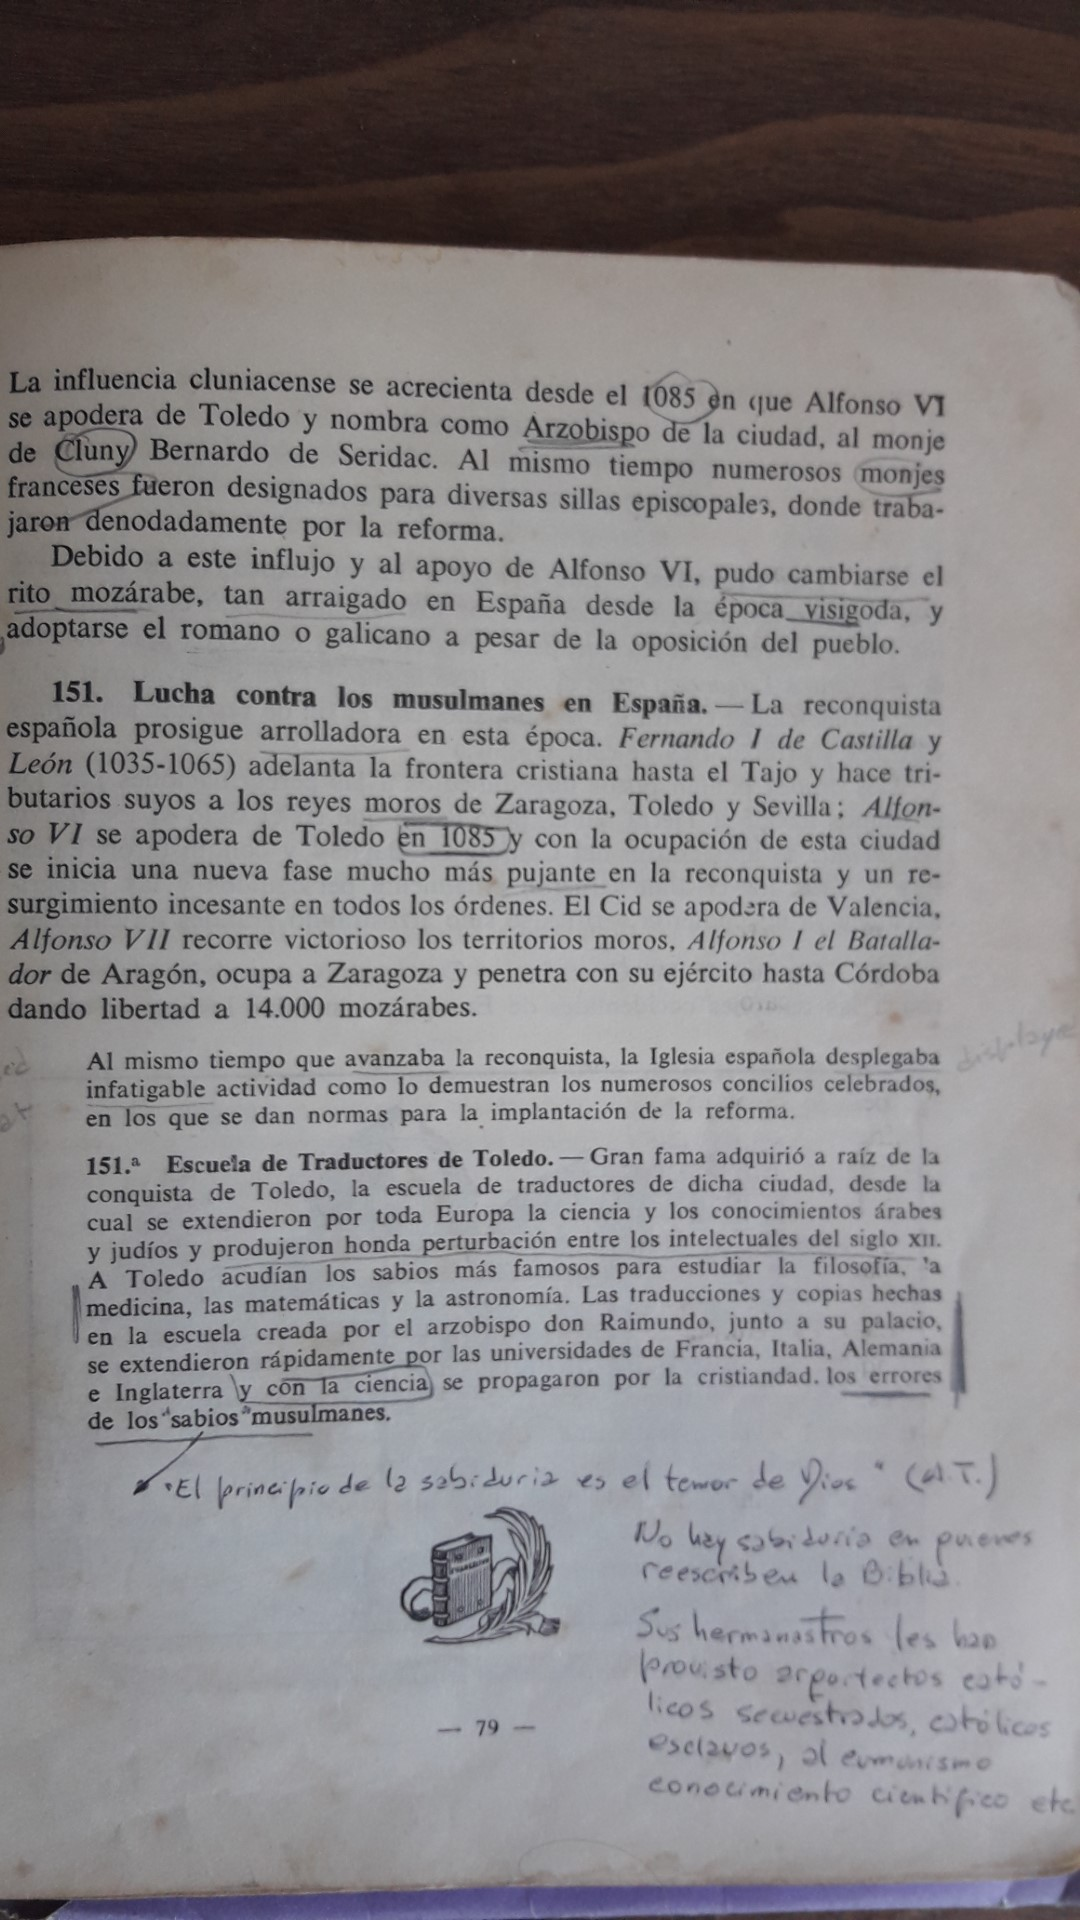 La influencia cluniacense se acrecienta desde el 1085 en que Alfonso VI
se apodera de Toledo y nombra como Arzobispo de la ciudad, al monje
de Cluny Bernardo de Seridac. Al mismo tiempo numerosos monjes
franceses fueron designados para diversas sillas episcopales, donde traba-
jaron denodadamente por la reforma.
Debido a este influjo y al apoyo de Alfonso VI, pudo cambiarse el
rito mozárabe, tan arraigado en España desde la época visigoda, y
adoptarse el romano o galicano a pesar de la oposición del pueblo.
151. Lucha contra los musulmanes en España. — La reconquista
española prosigue arrolladora en esta época. Fernando I de Castilla y
León (1035-1065) adelanta la frontera cristiana hasta el Tajo y hace tri-
butarios suyos a los reyes moros de Zaragoza, Toledo y Sevilla; Alfon-
so VI se apodera de Toledo en 1085 y con la ocupación de esta ciudad
se inicia una nueva fase mucho más pujante en la reconquista y un re-
surgimiento incesante en todos los órdenes. El Cid se apodera de Valencia,
Alfonso VII recorre victorioso los territorios moros, Alfonso I el Batalla-
dor de Aragón, ocupa a Zaragoza y penetra con su ejército hasta Córdoba
dando libertad a 14.000 mozárabes.
Al mismo tiempo que avanzaba la reconquista, la Iglesia española desplegaba
infatigable actividad como lo demuestran los numerosos concilios celebrados,
en los que se dan normas para la implantación de la reforma.
151.ª Escuela de Traductores de Toledo. — Gran fama adquirió a raíz de la
conquista de Toledo, la escuela de traductores de dicha ciudad, desde la
cual se extendieron por toda Europa la ciencia y los conocimientos árabes
y judíos y produjeron honda perturbación entre los intelectuales del siglo XII.
A Toledo acudían los sabios más famosos para estudiar la filosofía, la
medicina, las matemáticas y la astronomía. Las traducciones y copias hechas
en la escuela creada por el arzobispo don Raimundo, junto a su palacio,
se extendieron rápidamente por las universidades de Francia, Italia, Alemania
e Inglaterra y con la ciencia se propagaron por la cristiandad. los errores
de los "sabios" musulmanes.
"El principio de la sabiduria es el temor de Dios" (A.T.)
No hay sabiduria en quienes
reescriben la Biblia.
Sus hermanastros les han
provisto arquitectos cató-
licos secuestrados, católicos
esclavos, al
conocimiento científico etc
— 79 —